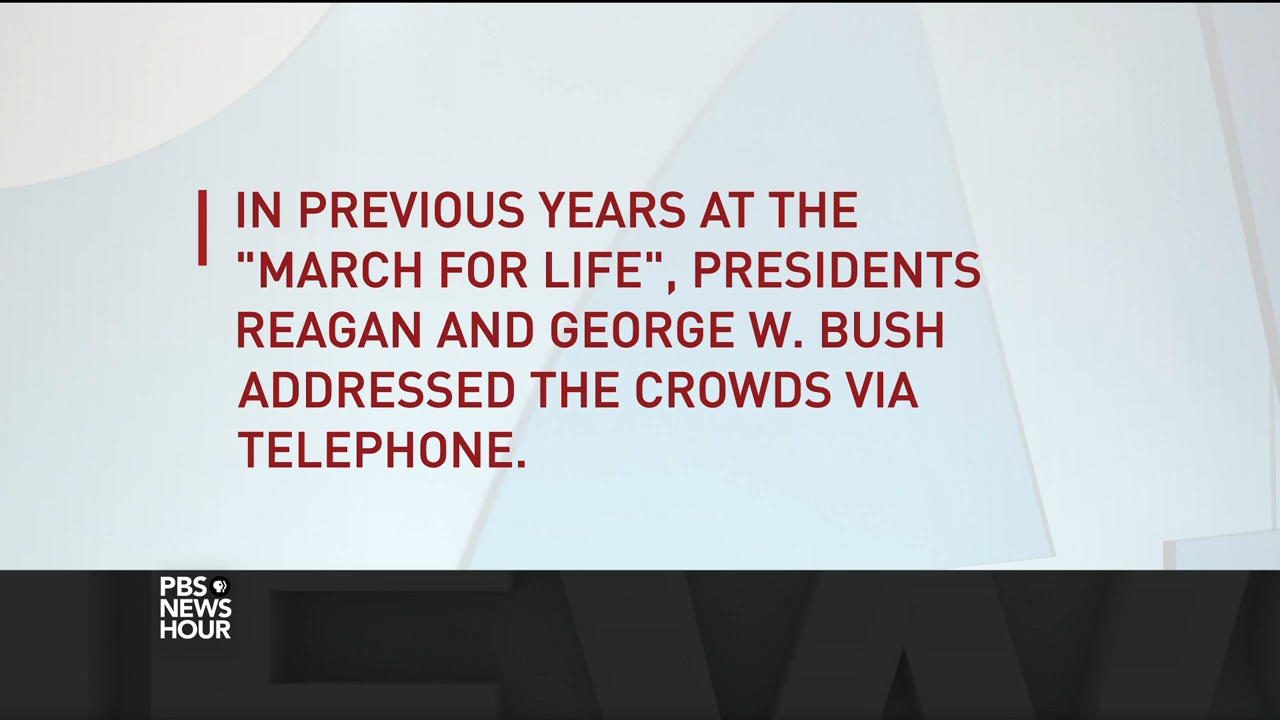 IN PREVIOUS YEARS AT THE
"MARCH FOR LIFE", PRESIDENTS
REAGAN AND GEORGE W. BUSH
ADDRESSED THE CROWDS VIA
TELEPHONE.
PBS
NEWS
HOUR